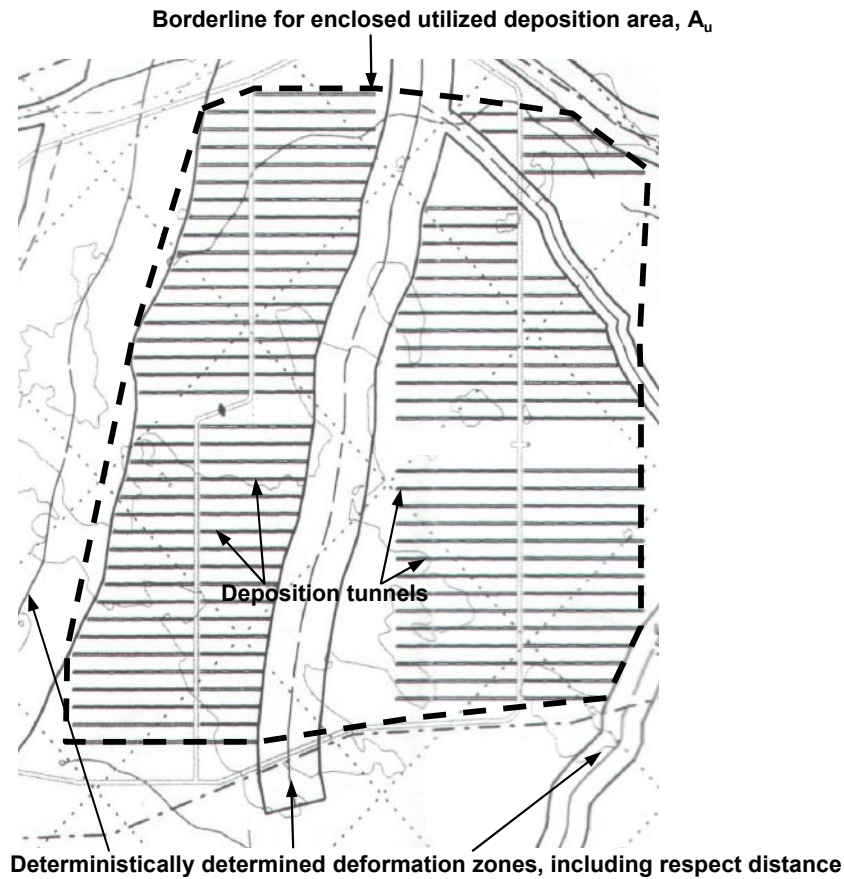 Borderline for enclosed utilized deposition area, Au
Deposition tunnels
Deterministically determined deformation zones, including respect distance